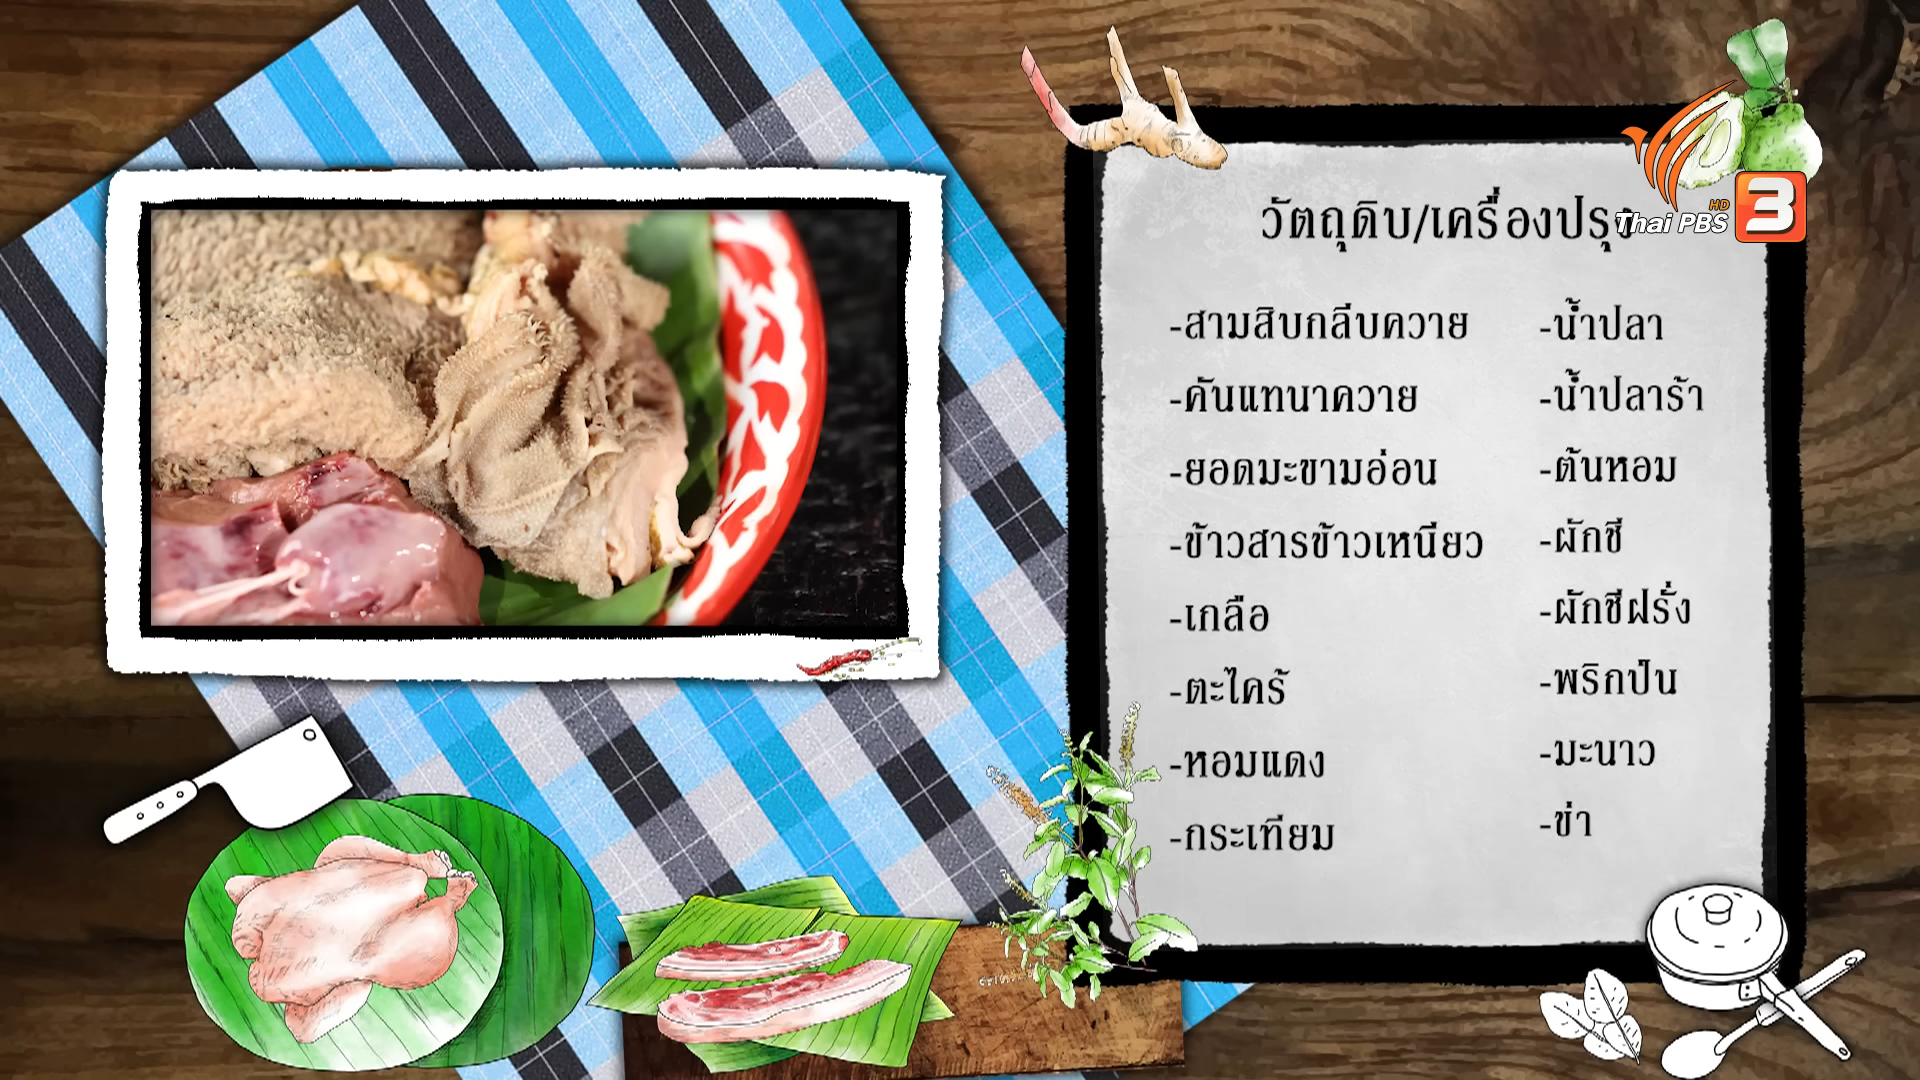 วัตถุดิบ/เครื่องปรุง
-สามสิบกลีบควาย
-คันแทนาควาย
-ยอดมะขามอ่อน
-ข้าวสารข้าวเหนียว
-เกลือ
-ตะไคร้
-หอมแดง
-กระเทียม
-น้ำปลา
-น้ำปลาร้า
-ต้นหอม
-ผักชี
-ผักชีฝรั่ง
-พริกป่น
-มะนาว
-ข่า
HD
Thai PBS 3